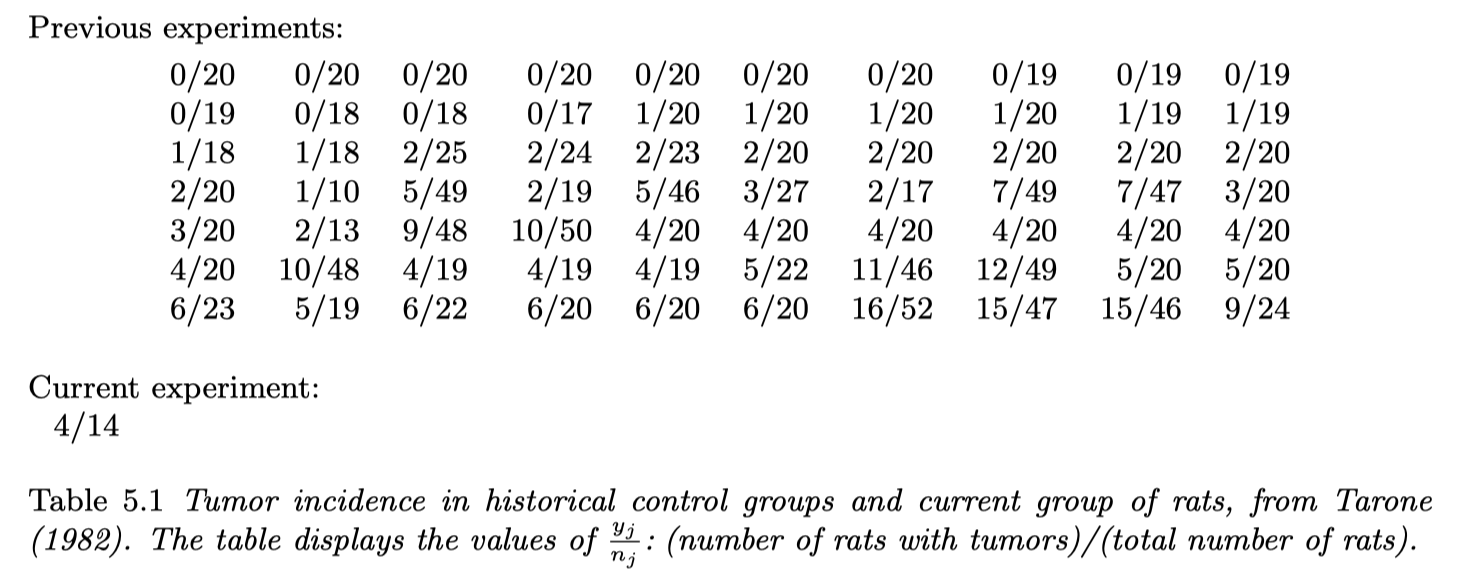 Previous experiments:
0/20 0/20 0/20 0/20 0/20 0/20 0/20 0/19 0/19 0/19
0/19 0/18 0/18 0/17 1/20 1/20 1/20 1/20 1/19 1/19
1/18 1/18 2/25 2/24 2/23 2/20 2/20 2/20 2/20 2/20
2/20 1/10 5/49 2/19 5/46 3/27 2/17 7/49 7/47 3/20
3/20 2/13 9/48 10/50 4/20 4/20 4/20 4/20 4/20 4/20
4/20 10/48 4/19 4/19 4/19 5/22 11/46 12/49 5/20 5/20
6/23 5/19 6/22 6/20 6/20 6/20 16/52 15/47 15/46 9/24
Current experiment:
4/14
Table 5.1 Tumor incidence in historical control groups and current group of rats, from Tarone
(1982). The table displays the values of y_j/n_j: (number of rats with tumors)/(total number of rats).